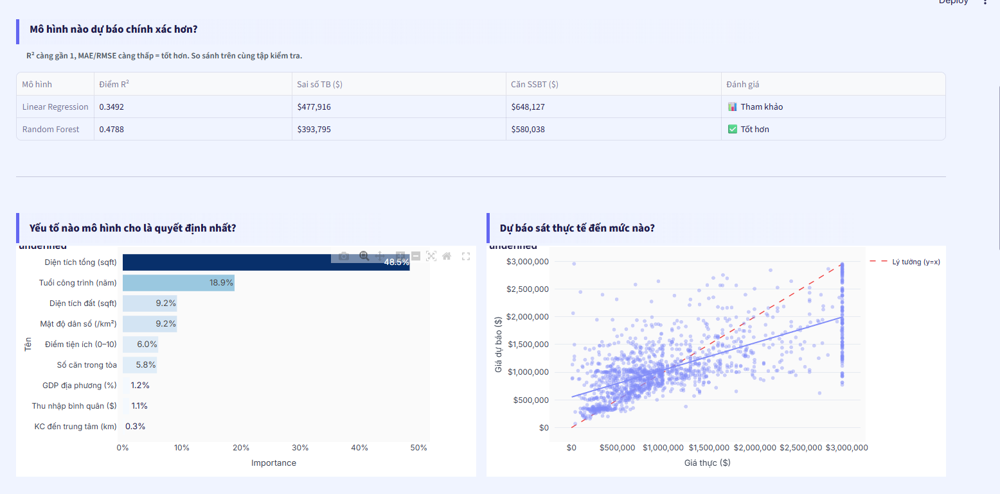 Deploy
Mô hình nào dự báo chính xác hơn?
R² càng gần 1, MAE/RMSE càng thấp = tốt hơn. So sánh trên cùng tập kiểm tra.
Mô hình Điểm R² Sai số TB ($) Căn SSBT ($) Đánh giá
Linear Regression 0.3492 $477,916 $648,127 📊 Tham khảo
Random Forest 0.4788 $393,795 $580,038 ✅ Tốt hơn
Yếu tố nào mô hình cho là quyết định nhất?
undefined
Diện tích tổng (sqft) 48.5%
Tuổi công trình (năm) 18.9%
Diện tích đất (sqft) 9.2%
Mật độ dân số (/km²) 9.2%
Điểm tiện ích (0–10) 6.0%
Số căn trong tòa 5.8%
GDP địa phương (%) 1.2%
Thu nhập bình quân ($) 1.1%
KC đến trung tâm (km) 0.3%
Tên
0% 10% 20% 30% 40% 50%
Importance
Dự báo sát thực tế đến mức nào?
undefined
$3,000,000
$2,500,000
$2,000,000
$1,500,000
$1,000,000
$500,000
$0
Giá dự báo ($)
$0 $500,000 $1,000,000 $1,500,000 $2,000,000 $2,500,000 $3,000,000
Giá thực ($)
Lý tưởng (y=x)